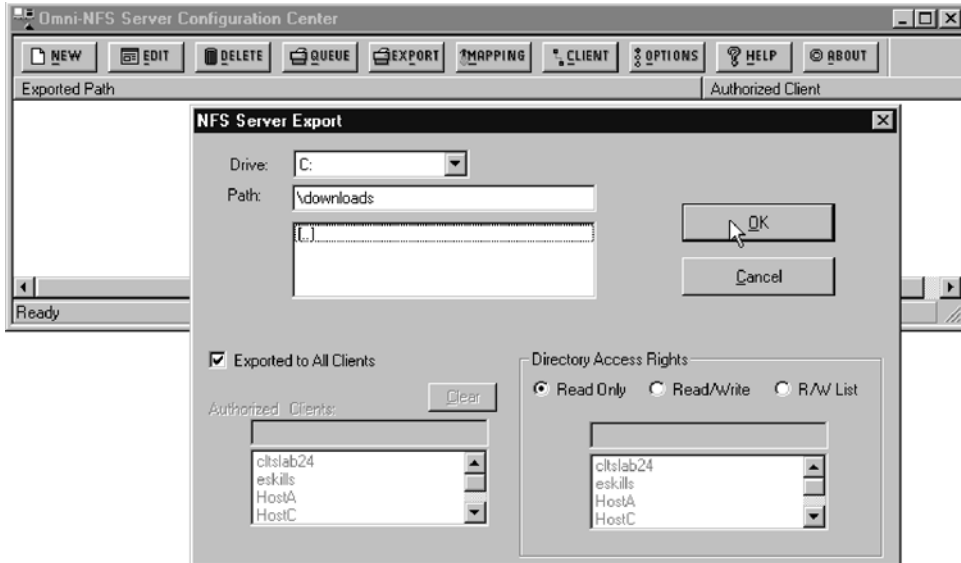 Omni-NFS Server Configuration Center
NEW EDIT DELETE QUEUE EXPORT MAPPING CLIENT OPTIONS HELP ABOUT
Exported Path Authorized Client
NFS Server Export
Drive: C:
Path: \downloads
[..]
OK
Cancel
Ready
Exported to All Clients
Directory Access Rights
Read Only Read/Write R/W List
Clear
Authorized Clients:
cltslab24
eskills
HostA
HostC
cltslab24
eskills
HostA
HostC